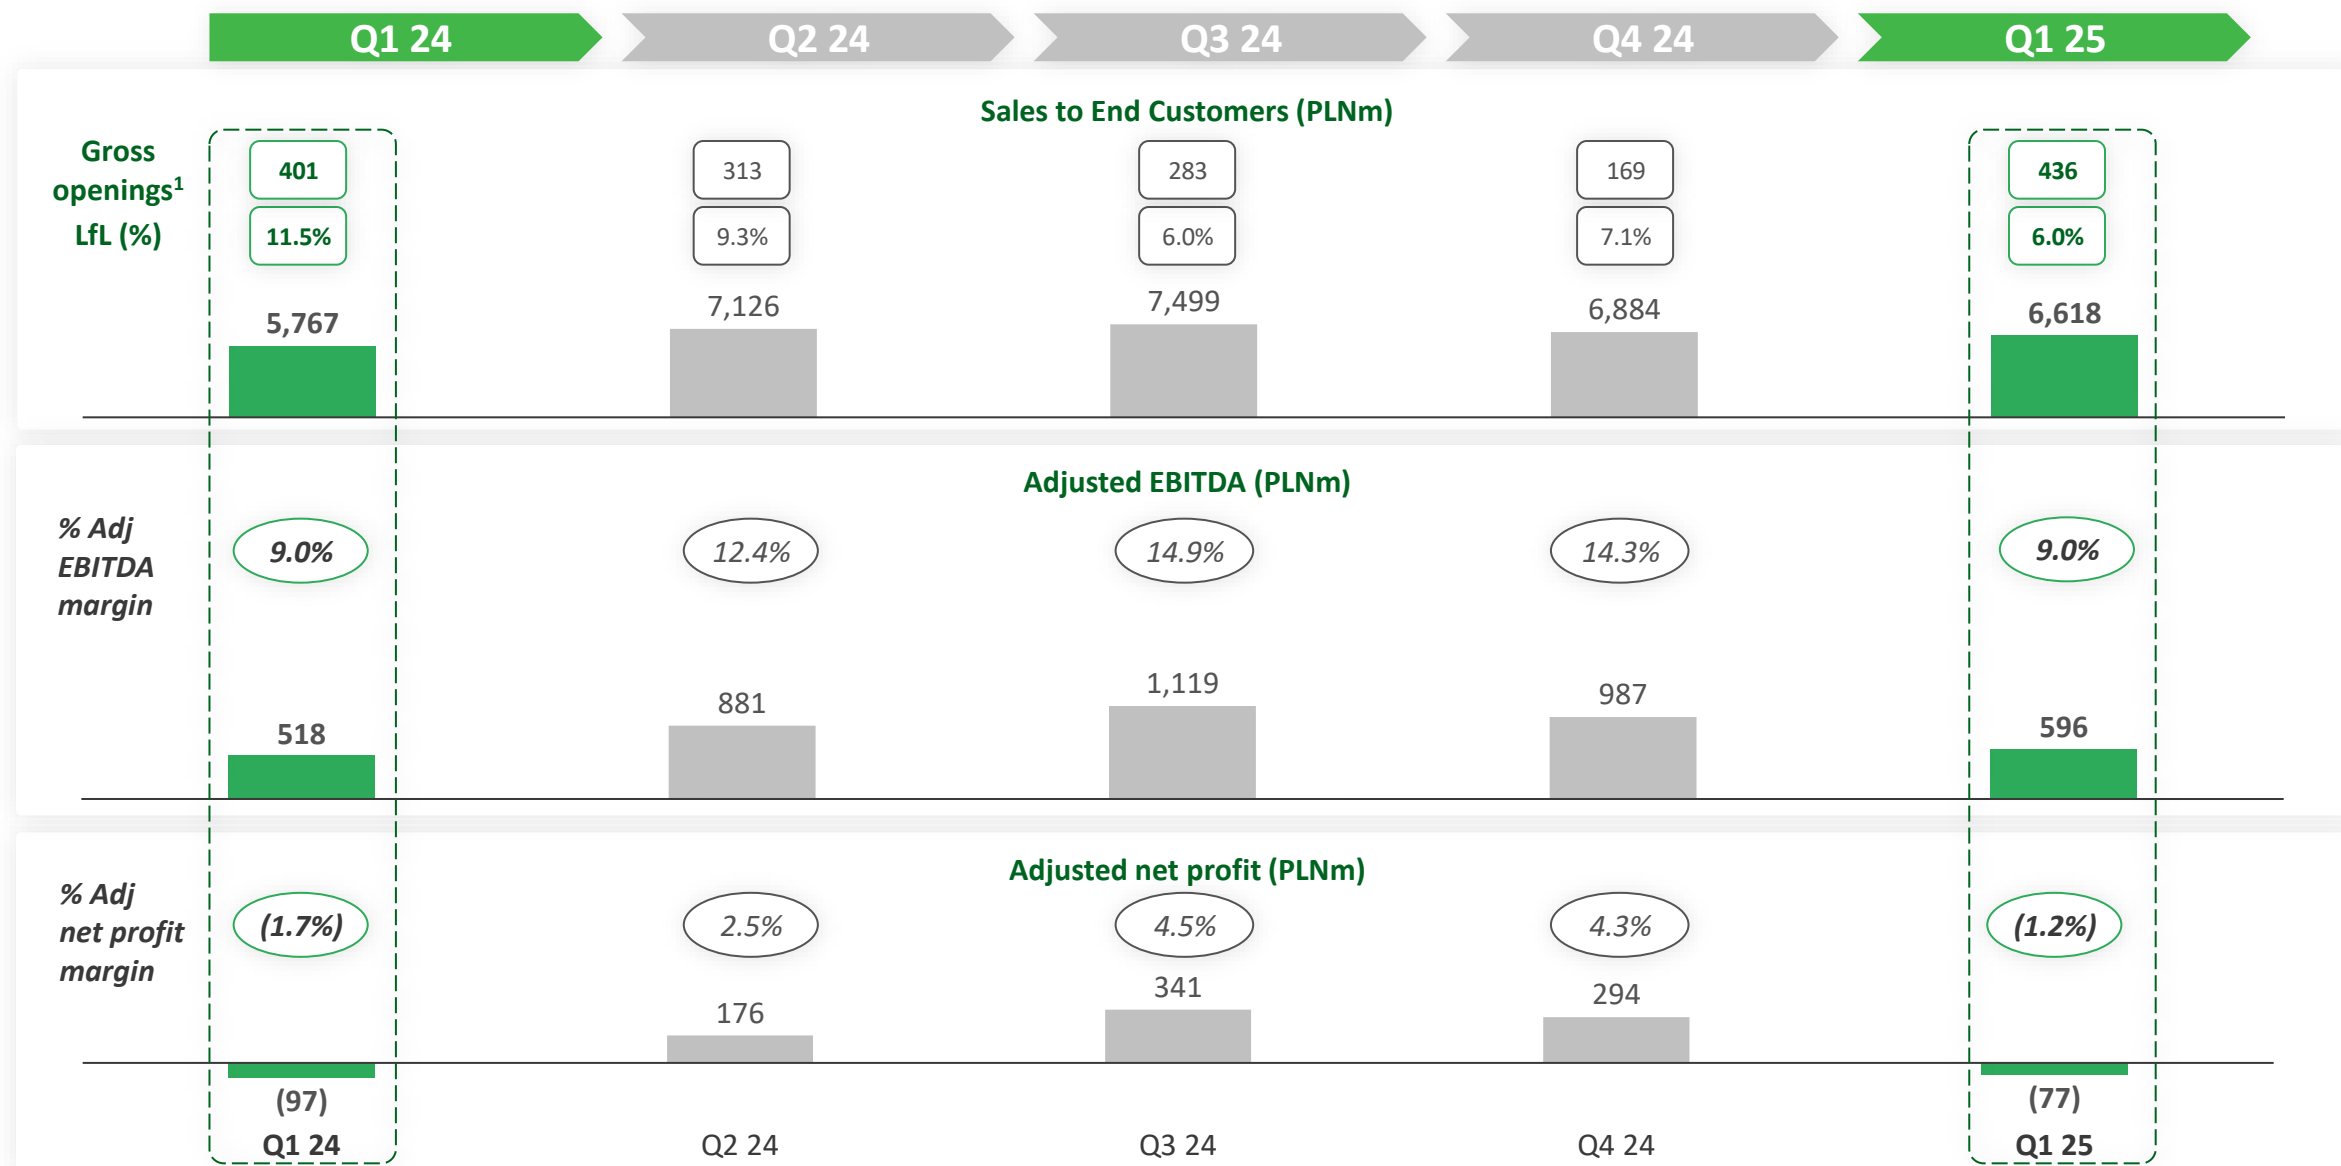 Q1 24
Q2 24
Q3 24
Q4 24
Q1 25
Sales to End Customers (PLNm)
Gross
openings1
401
313
283
169
436
LfL (%)
11.5%
9.3%
6.0%
7.1%
6.0%
5,767
7,126
7,499
6,884
6,618
Adjusted EBITDA (PLNm)
% Adj
EBITDA
margin
9.0%
12.4%
14.9%
14.3%
9.0%
518
881
1,119
987
596
Adjusted net profit (PLNm)
% Adj
net profit
margin
(1.7%)
2.5%
4.5%
4.3%
(1.2%)
176
341
294
(97)
(77)
Q1 24
Q2 24
Q3 24
Q4 24
Q1 25